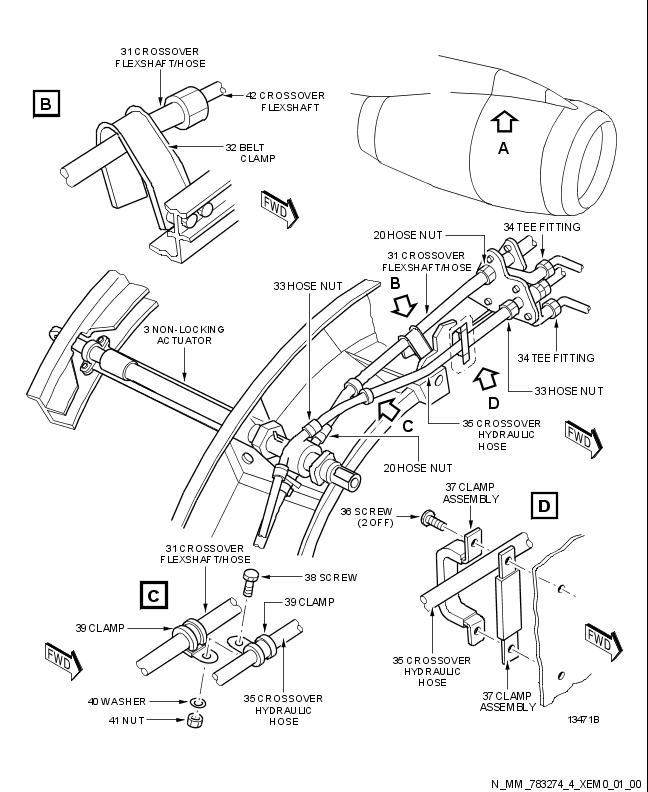 31 CROSSOVER
FLEXSHAFT/HOSE
B
42 CROSSOVER
FLEXSHAFT
32 BELT
CLAMP
FWD
A
20 HOSE NUT
34 TEE FITTING
31 CROSSOVER
FLEXSHAFT/HOSE
B
33 HOSE NUT
3 NON-LOCKING
ACTUATOR
34 TEE FITTING
33 HOSE NUT
D
C
35 CROSSOVER
HYDRAULIC
HOSE
FWD
20 HOSE NUT
37 CLAMP
ASSEMBLY
D
36 SCREW
(2 OFF)
31 CROSSOVER
FLEXSHAFT/HOSE
38 SCREW
C
39 CLAMP
39 CLAMP
FWD
FWD
35 CROSSOVER
HYDRAULIC
HOSE
40 WASHER
41 NUT
35 CROSSOVER
HYDRAULIC
HOSE
37 CLAMP
ASSEMBLY
13471B
N_MM_783274_4_XEM0_01_00